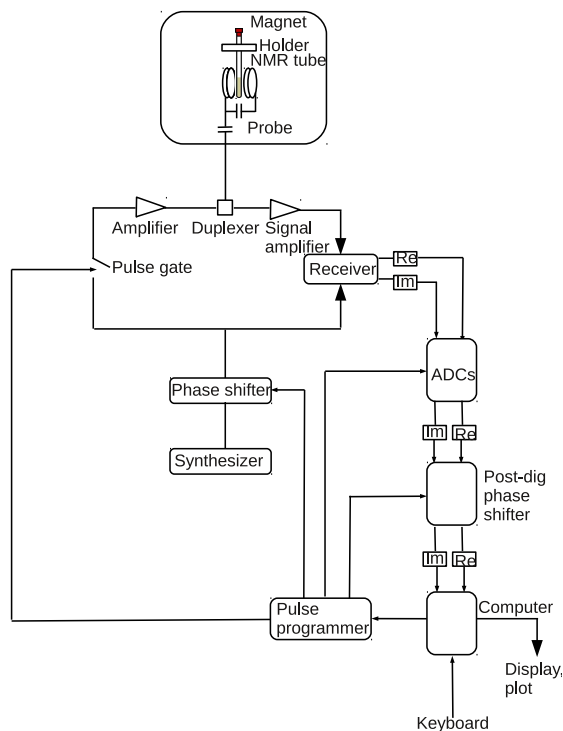 Magnet
Holder
NMR tube
Probe
Amplifier
Duplexer
Signal
amplifier
Pulse gate
Receiver
Re
Im
Phase shifter
ADCs
Synthesizer
Im
Re
Post-dig
phase
shifter
Im
Re
Pulse
programmer
Computer
Display,
plot
Keyboard